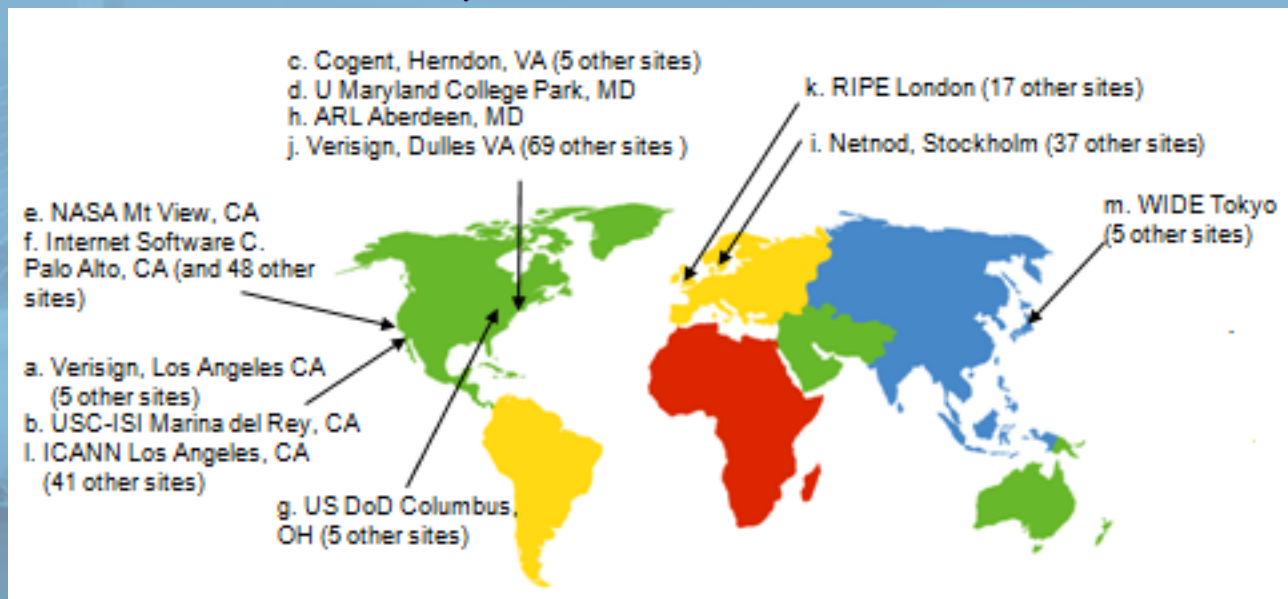 c. Cogent, Herndon, VA (5 other sites)
d. U Maryland College Park, MD
h. ARL Aberdeen, MD
j. Verisign, Dulles VA (69 other sites )
k. RIPE London (17 other sites)
i. Netnod, Stockholm (37 other sites)
m. WIDE Tokyo
(5 other sites)
e. NASA Mt View, CA
f. Internet Software C.
Palo Alto, CA (and 48 other
sites)
a. Verisign, Los Angeles CA
(5 other sites)
b. USC-ISI Marina del Rey, CA
l. ICANN Los Angeles, CA
(41 other sites)
g. US DoD Columbus,
OH (5 other sites)